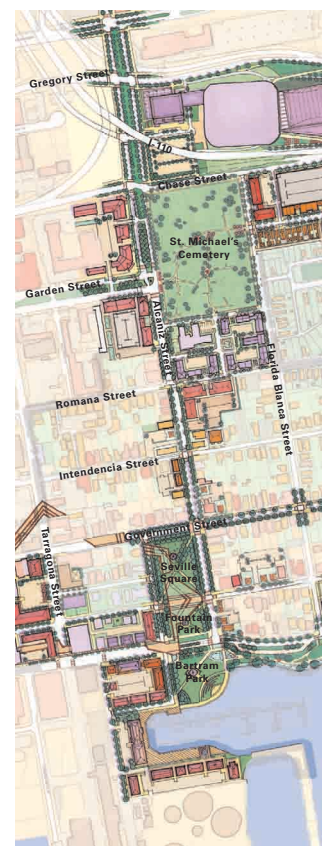 Gregory Street
I-110
Chase Street
St. Michael's
Cemetery
Garden Street
Alcaniz Street
Florida Blanca Street
Romana Street
Intendencia Street
Government Street
Tarragona Street
Seville
Square
Fountain
Park
Bartram
Park